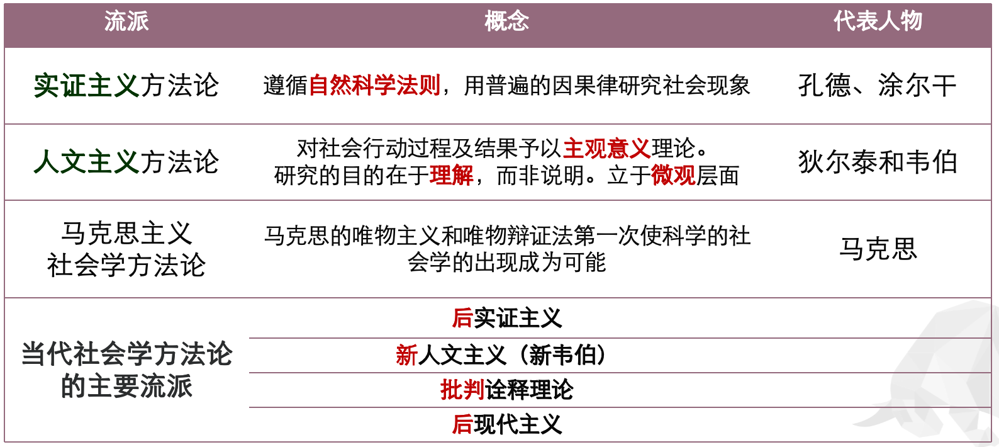 流派 概念 代表人物
实证主义方法论 遵循自然科学法则，用普遍的因果律研究社会现象 孔德、涂尔干
人文主义方法论 对社会行动过程及结果予以主观意义理论。
研究的目的在于理解，而非说明。立于微观层面 狄尔泰和韦伯
马克思主义
社会学方法论 马克思的唯物主义和唯物辩证法第一次使科学的社
会学的出现成为可能 马克思
当代社会学方法论
的主要流派 后实证主义
新人文主义（新韦伯）
批判诠释理论
后现代主义